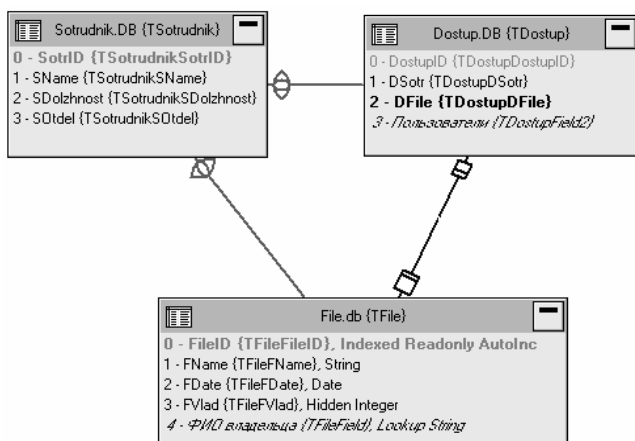 Sotrudnik.DB {TSotrudnik}
0 - SotrID {TSotrudnikSotrID}
1 - SName {TSotrudnikSName}
2 - SDolzhnost {TSotrudnikSDolzhnost}
3 - SOtdel {TSotrudnikSOtdel}
Dostup.DB {TDostup}
0 - DostupID {TDostupDostupID}
1 - DSotr {TDostupDSotr}
2 - DFile {TDostupDFile}
3 - Пользователи {TDostupField2}
File.db {TFile}
0 - FileID {TFileFileID}, Indexed Readonly AutoInc
1 - FName {TFileFName}, String
2 - FDate {TFileFDate}, Date
3 - FVlad {TFileFVlad}, Hidden Integer
4 - ФИО владельца {TFileField}, Lookup String